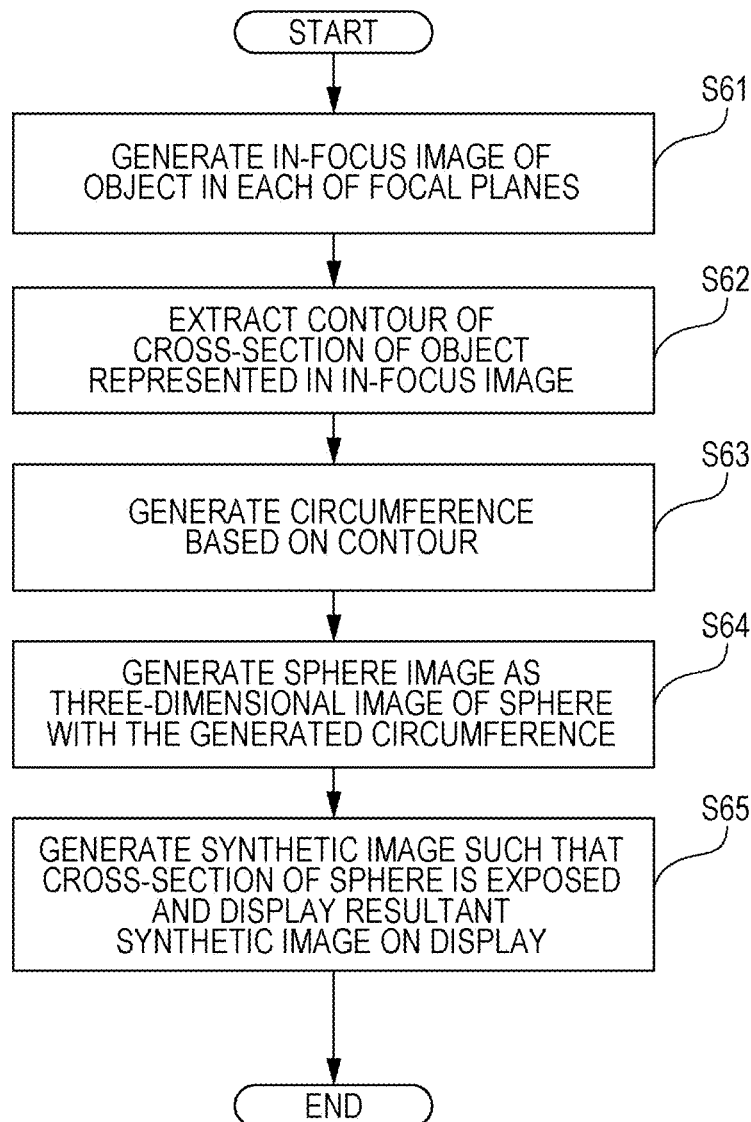 START
S61
GENERATE IN-FOCUS IMAGE OF
OBJECT IN EACH OF FOCAL PLANES
S62
EXTRACT CONTOUR OF
CROSS-SECTION OF OBJECT
REPRESENTED IN IN-FOCUS IMAGE
S63
GENERATE CIRCUMFERENCE
BASED ON CONTOUR
S64
GENERATE SPHERE IMAGE AS
THREE-DIMENSIONAL IMAGE OF SPHERE
WITH THE GENERATED CIRCUMFERENCE
S65
GENERATE SYNTHETIC IMAGE SUCH THAT
CROSS-SECTION OF SPHERE IS EXPOSED
AND DISPLAY RESULTANT
SYNTHETIC IMAGE ON DISPLAY
END